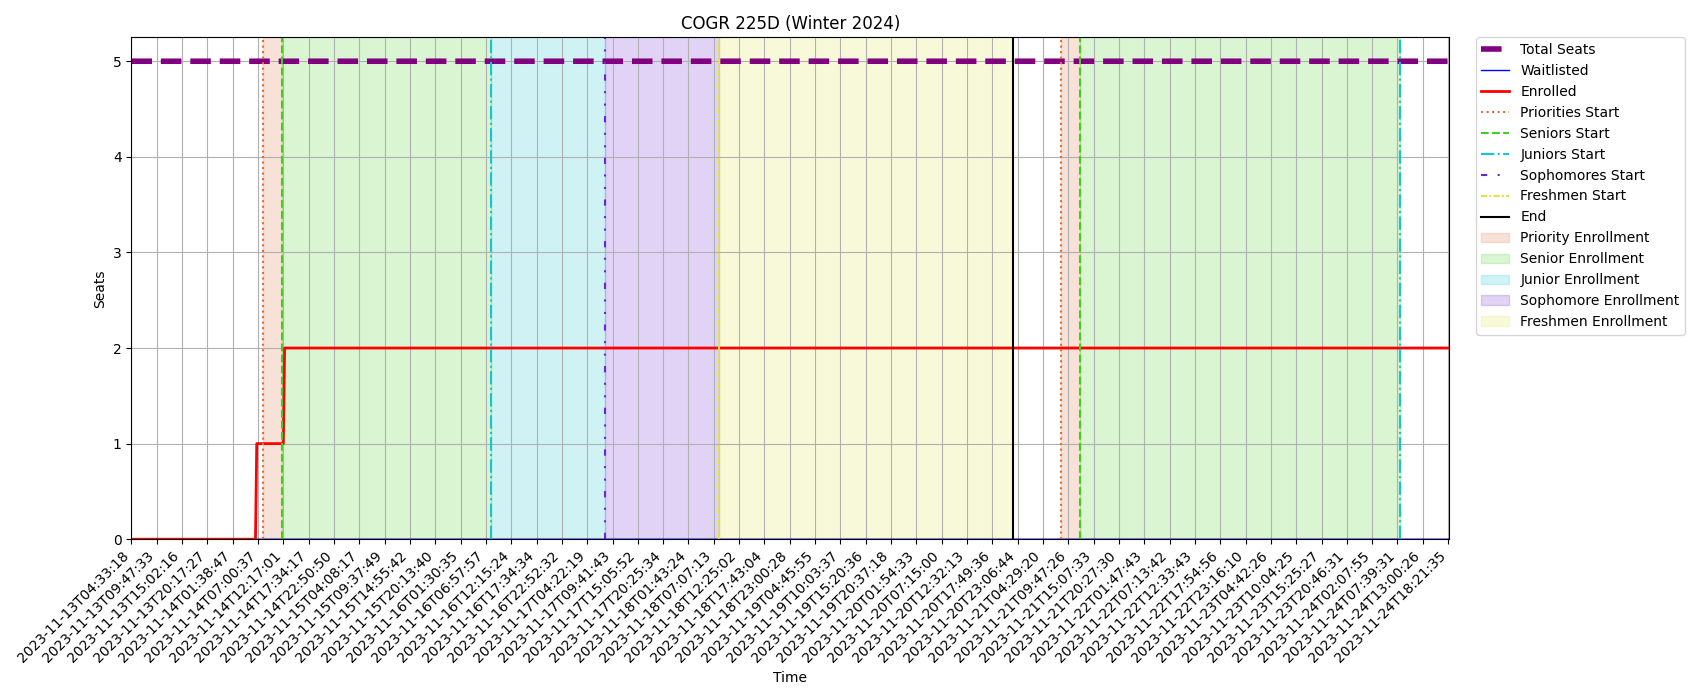 COGR 225D (Winter 2024)
Seats
5
4
3
2
1
0
2023-11-13T04:33:18
2023-11-13T09:47:33
2023-11-13T15:02:16
2023-11-13T20:17:27
2023-11-14T01:38:47
2023-11-14T07:00:37
2023-11-14T12:17:01
2023-11-14T17:34:17
2023-11-14T22:50:50
2023-11-15T04:08:17
2023-11-15T09:37:49
2023-11-15T14:55:42
2023-11-15T20:13:40
2023-11-16T01:30:35
2023-11-16T06:57:57
2023-11-16T12:15:24
2023-11-16T17:34:34
2023-11-16T22:52:32
2023-11-17T04:22:19
2023-11-17T09:41:43
2023-11-17T15:05:52
2023-11-17T20:25:34
2023-11-18T01:43:24
2023-11-18T07:07:13
2023-11-18T12:25:02
2023-11-18T17:43:04
2023-11-18T23:00:28
2023-11-19T04:45:55
2023-11-19T10:03:37
2023-11-19T15:20:36
2023-11-19T20:37:18
2023-11-20T01:54:33
2023-11-20T07:15:00
2023-11-20T12:32:13
2023-11-20T17:49:36
2023-11-20T23:06:44
2023-11-21T04:29:20
2023-11-21T09:47:26
2023-11-21T15:07:33
2023-11-21T20:27:30
2023-11-22T01:47:43
2023-11-22T07:13:42
2023-11-22T12:33:43
2023-11-22T17:54:56
2023-11-22T23:16:10
2023-11-23T04:42:26
2023-11-23T10:04:25
2023-11-23T15:25:27
2023-11-23T20:46:31
2023-11-24T02:07:55
2023-11-24T07:39:31
2023-11-24T13:00:26
2023-11-24T18:21:35
Time
Total Seats
Waitlisted
Enrolled
Priorities Start
Seniors Start
Juniors Start
Sophomores Start
Freshmen Start
End
Priority Enrollment
Senior Enrollment
Junior Enrollment
Sophomore Enrollment
Freshmen Enrollment